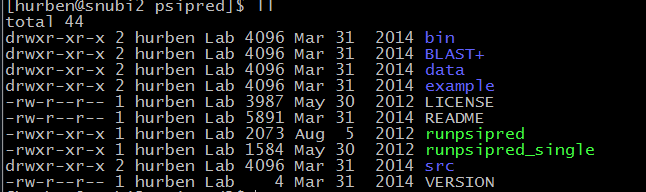 [hurben@snubi2 psipred]$ ll
total 44
drwxr-xr-x 2 hurben Lab 4096 Mar 31  2014 bin
drwxr-xr-x 2 hurben Lab 4096 Mar 31  2014 BLAST+
drwxr-xr-x 2 hurben Lab 4096 Mar 31  2014 data
drwxr-xr-x 2 hurben Lab 4096 Mar 31  2014 example
-rw-r--r-- 1 hurben Lab 3987 May 30  2012 LICENSE
-rw-r--r-- 1 hurben Lab 5891 Mar 31  2014 README
-rwxr-xr-x 1 hurben Lab 2073 Aug  5  2012 runpsipred
-rwxr-xr-x 1 hurben Lab 1584 May 30  2012 runpsipred_single
drwxr-xr-x 2 hurben Lab 4096 Mar 31  2014 src
-rw-r--r-- 1 hurben Lab    4 Mar 31  2014 VERSION